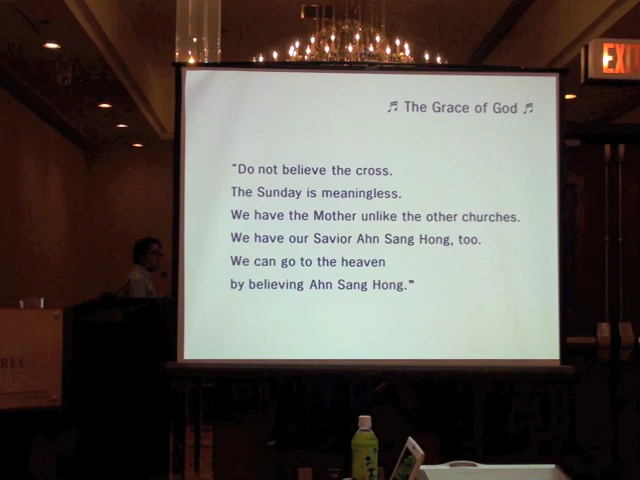 EXI
♬ The Grace of God ♬
"Do not believe the cross.
The Sunday is meaningless.
We have the Mother unlike the other churches.
We have our Savior Ahn Sang Hong, too.
We can go to the heaven
by believing Ahn Sang Hong."
REE